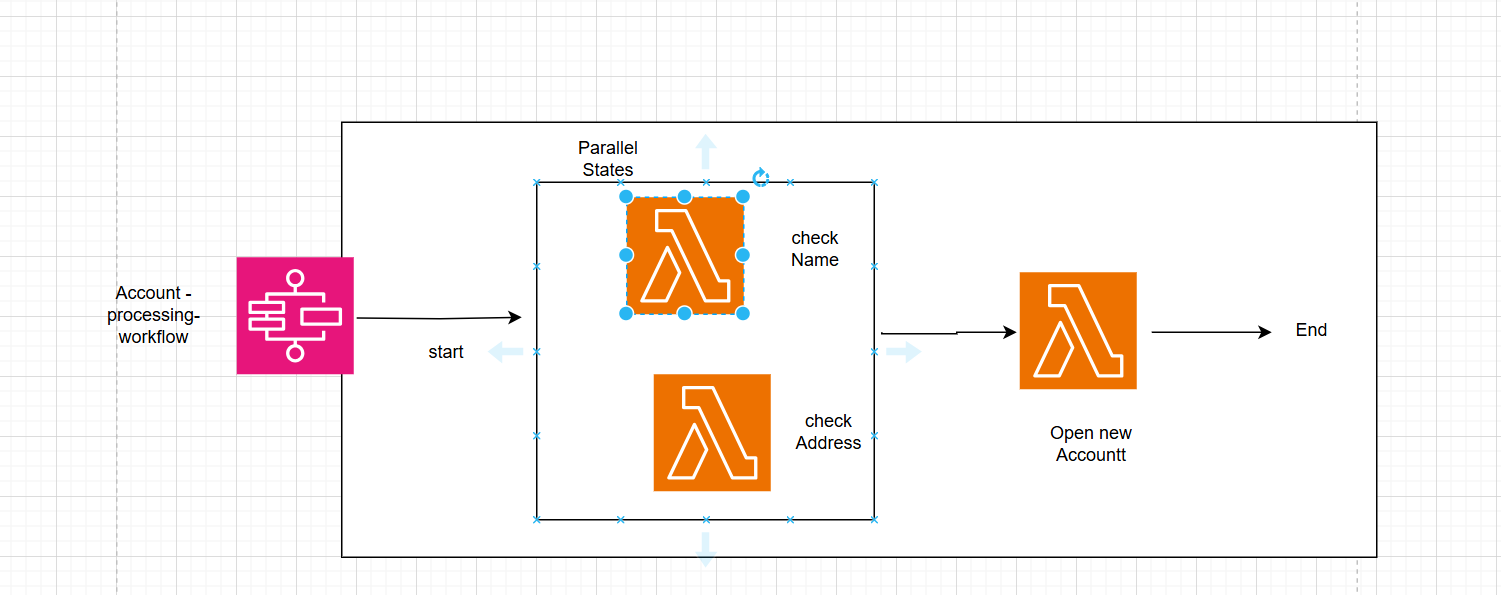 Parallel
States
check
Name
Account -
processing-
workflow
start
End
check
Address
Open new
Accountt